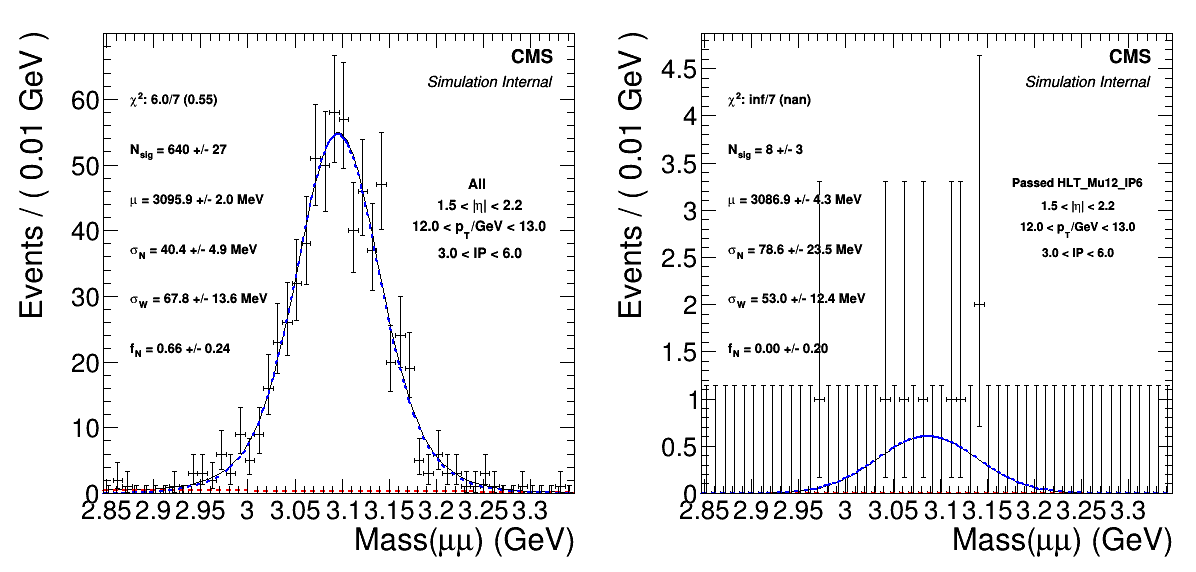 CMS
Simulation Internal
χ²: 6.0/7 (0.55)
N_sig = 640 +/- 27
μ = 3095.9 +/- 2.0 MeV
σ_N = 40.4 +/- 4.9 MeV
σ_W = 67.8 +/- 13.6 MeV
f_N = 0.66 +/- 0.24
All
1.5 < |η| < 2.2
12.0 < p_T/GeV < 13.0
3.0 < IP < 6.0
Events / ( 0.01 GeV )
60
50
40
30
20
10
0
2.85 2.9 2.95 3 3.05 3.1 3.15 3.2 3.25 3.3
Mass(μμ) (GeV)
CMS
Simulation Internal
χ²: inf/7 (nan)
N_sig = 8 +/- 3
μ = 3086.9 +/- 4.3 MeV
σ_N = 78.6 +/- 23.5 MeV
σ_W = 53.0 +/- 12.4 MeV
f_N = 0.00 +/- 0.20
Passed HLT_Mu12_IP6
1.5 < |η| < 2.2
12.0 < p_T/GeV < 13.0
3.0 < IP < 6.0
Events / ( 0.01 GeV )
4.5
4
3.5
3
2.5
2
1.5
1
0.5
0
2.85 2.9 2.95 3 3.05 3.1 3.15 3.2 3.25 3.3
Mass(μμ) (GeV)